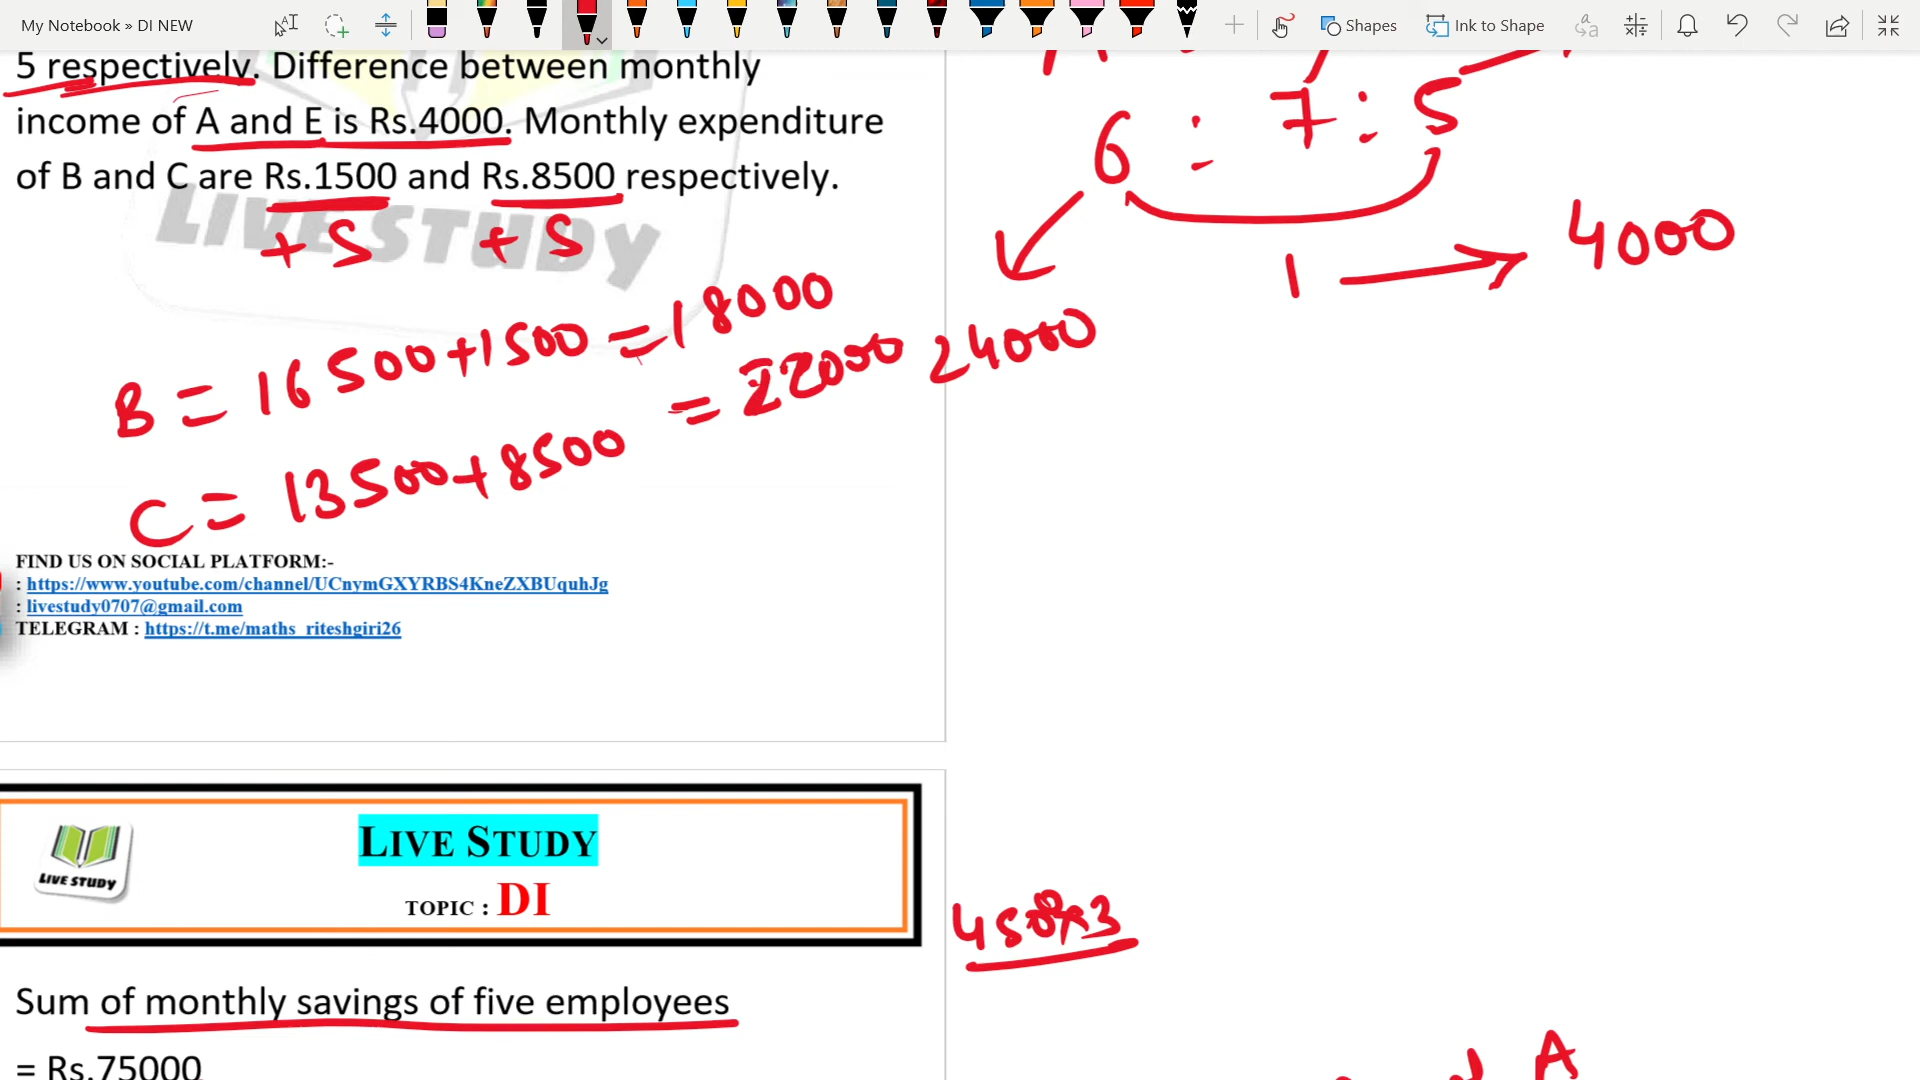 My Notebook » DI NEW
Shapes
Ink to Shape
5 respectively. Difference between monthly
income of A and E is Rs.4000. Monthly expenditure
of B and C are Rs.1500 and Rs.8500 respectively.
LIVE STUDY
+ S + S
B = 16500+1500 = 18000
C = 13500+8500 = 22000
6 : 7 : 5
1 → 4000
24000
FIND US ON SOCIAL PLATFORM:-
: https://www.youtube.com/channel/UCnymGXYRBS4KneZXBUquhJg
: livestudy0707@gmail.com
TELEGRAM : https://t.me/maths_riteshgiri26
LIVE STUDY
LIVE STUDY
TOPIC : DI
Sum of monthly savings of five employees
= Rs.75000
A